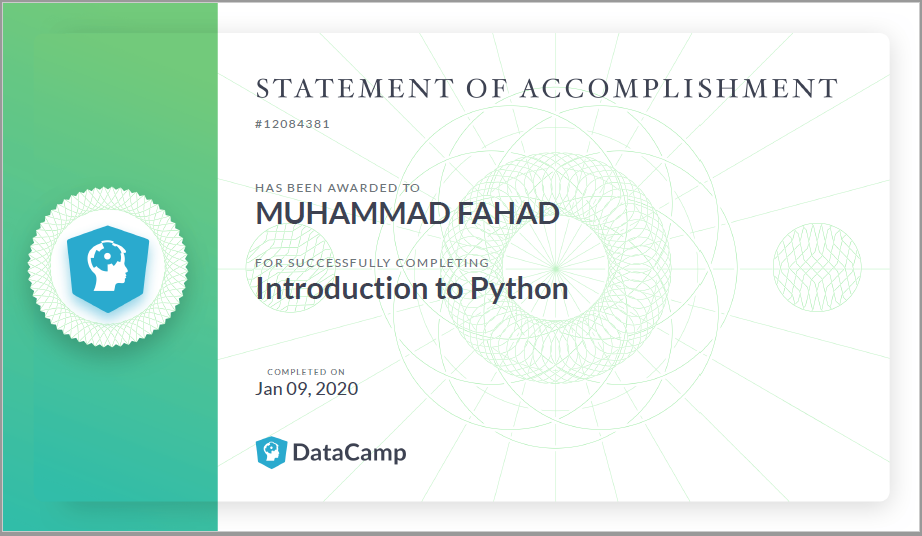 STATEMENT OF ACCOMPLISHMENT
#12084381
HAS BEEN AWARDED TO
MUHAMMAD FAHAD
FOR SUCCESSFULLY COMPLETING
Introduction to Python
COMPLETED ON
Jan 09, 2020
DataCamp